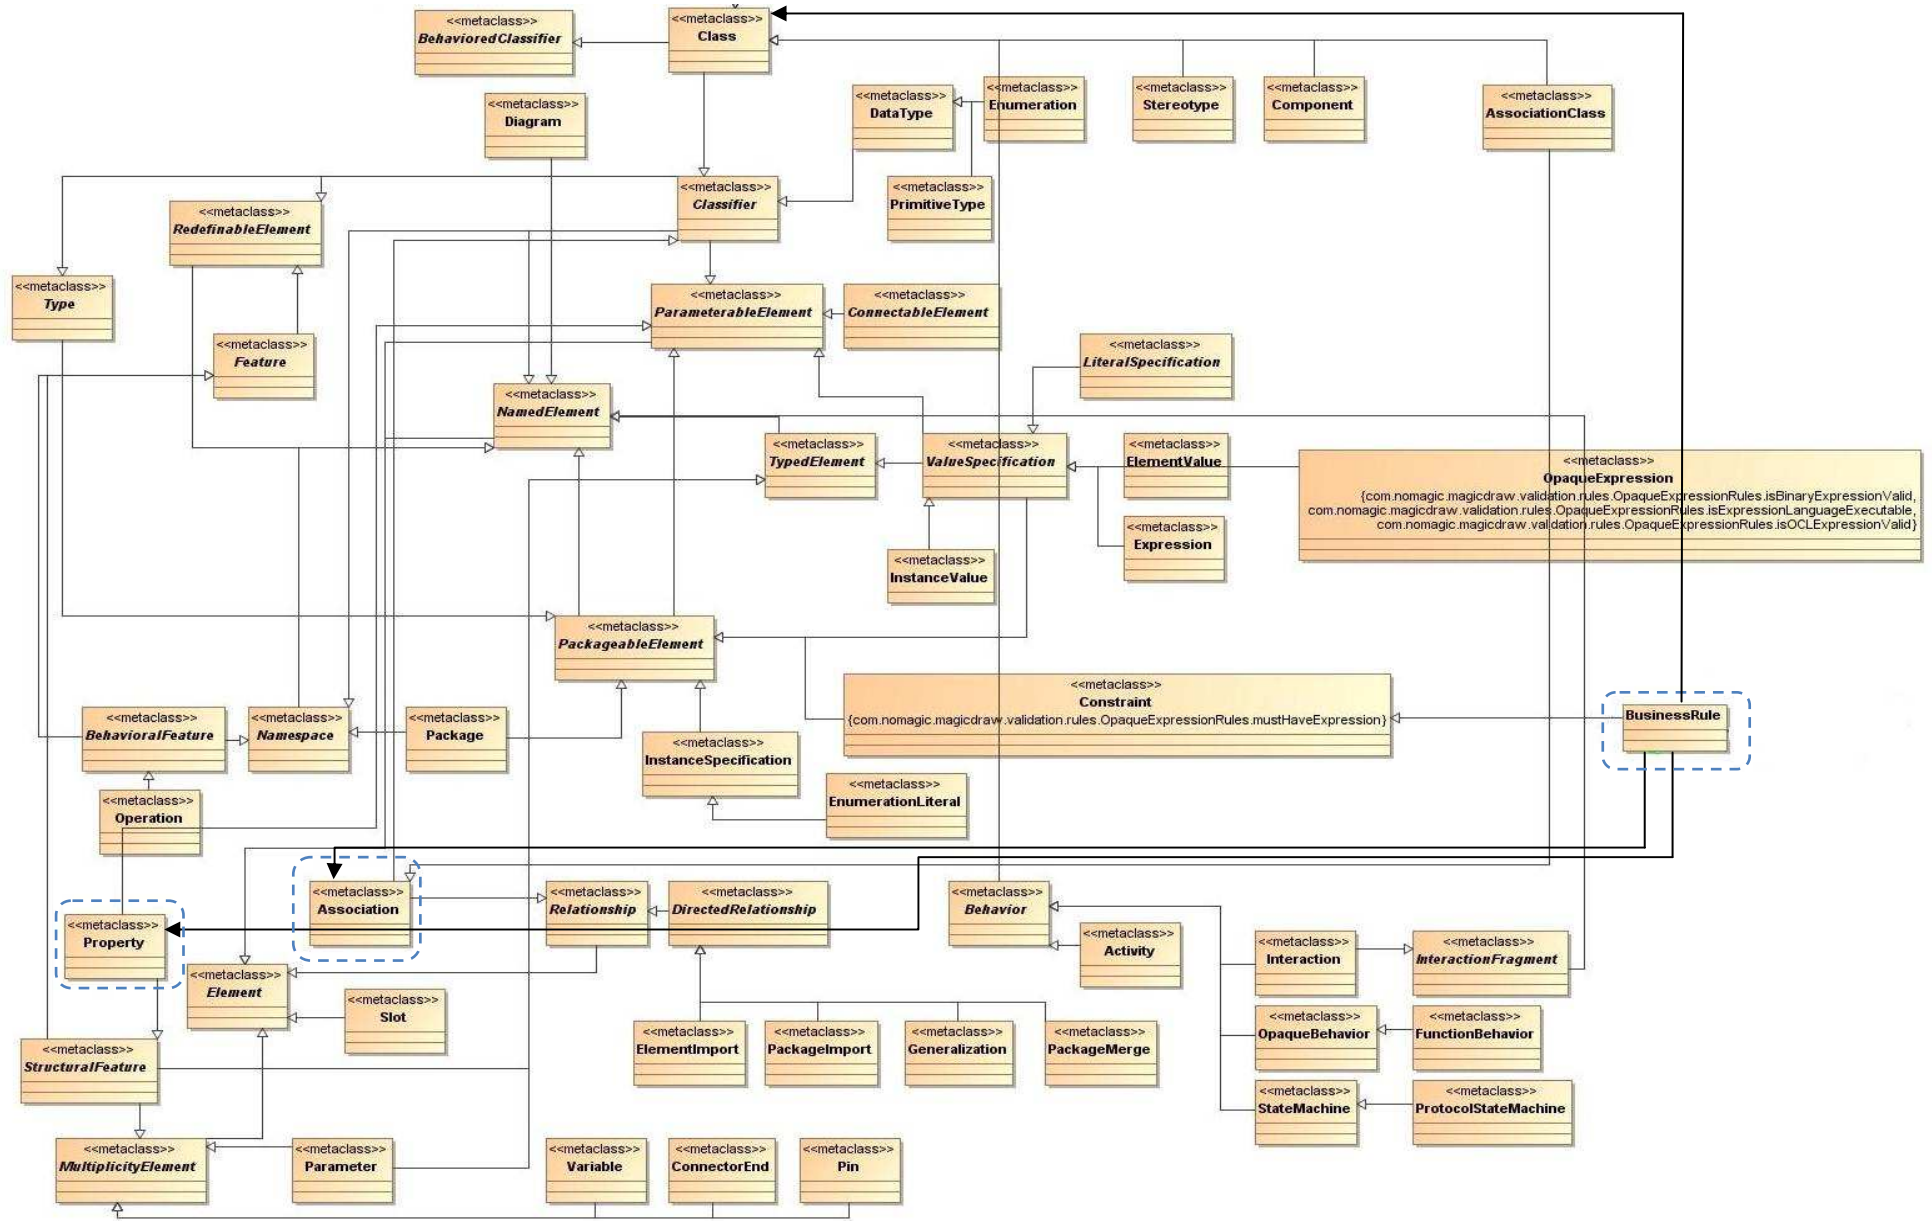 <<metaclass>>
BehavioredClassifier
<<metaclass>>
Class
<<metaclass>>
Diagram
<<metaclass>>
DataType
<<metaclass>>
Enumeration
<<metaclass>>
Stereotype
<<metaclass>>
Component
<<metaclass>>
AssociationClass
<<metaclass>>
Classifier
<<metaclass>>
PrimitiveType
<<metaclass>>
RedefinableElement
<<metaclass>>
Type
<<metaclass>>
ParameterableElement
<<metaclass>>
ConnectableElement
<<metaclass>>
Feature
<<metaclass>>
LiteralSpecification
<<metaclass>>
NamedElement
<<metaclass>>
TypedElement
<<metaclass>>
ValueSpecification
<<metaclass>>
ElementValue
<<metaclass>>
OpaqueExpression
{com.nomagic.magicdraw.validation.rules.OpaqueExpressionRules.isBinaryExpressionValid,
com.nomagic.magicdraw.validation.rules.OpaqueExpressionRules.isExpressionLanguageExecutable,
com.nomagic.magicdraw.validation.rules.OpaqueExpressionRules.isOCLExpressionValid}
<<metaclass>>
Expression
<<metaclass>>
InstanceValue
<<metaclass>>
PackageableElement
<<metaclass>>
Constraint
{com.nomagic.magicdraw.validation.rules.OpaqueExpressionRules.mustHaveExpression}
BusinessRule
<<metaclass>>
BehavioralFeature
<<metaclass>>
Namespace
<<metaclass>>
Package
<<metaclass>>
InstanceSpecification
<<metaclass>>
EnumerationLiteral
<<metaclass>>
Operation
<<metaclass>>
Association
<<metaclass>>
Relationship
<<metaclass>>
DirectedRelationship
<<metaclass>>
Behavior
<<metaclass>>
Property
<<metaclass>>
Activity
<<metaclass>>
Interaction
<<metaclass>>
InteractionFragment
<<metaclass>>
Element
<<metaclass>>
Slot
<<metaclass>>
OpaqueBehavior
<<metaclass>>
FunctionBehavior
<<metaclass>>
StructuralFeature
<<metaclass>>
ElementImport
<<metaclass>>
PackageImport
<<metaclass>>
Generalization
<<metaclass>>
PackageMerge
<<metaclass>>
StateMachine
<<metaclass>>
ProtocolStateMachine
<<metaclass>>
MultiplicityElement
<<metaclass>>
Parameter
<<metaclass>>
Variable
<<metaclass>>
ConnectorEnd
<<metaclass>>
Pin